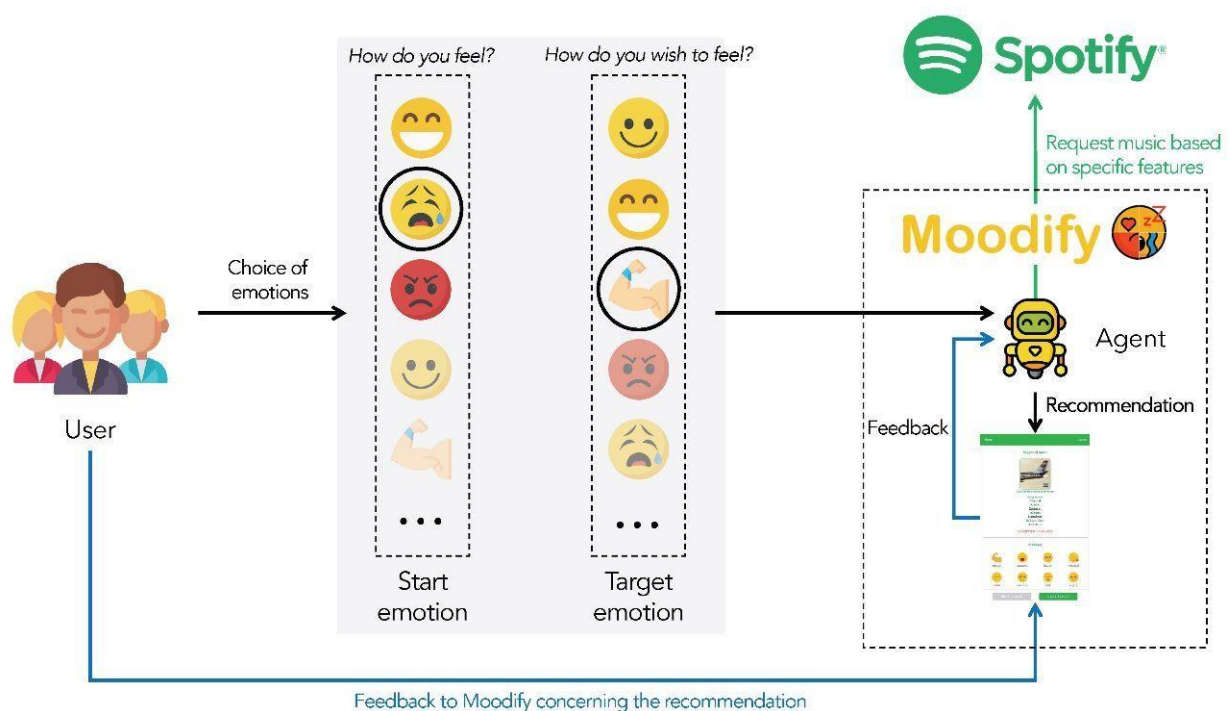 How do you feel?
How do you wish to feel?
Spotify®
Request music based
on specific features
Moodify
zZ
Choice of
emotions
Agent
Recommendation
Feedback
User
...
...
Start
emotion
Target
emotion
Feedback to Moodify concerning the recommendation